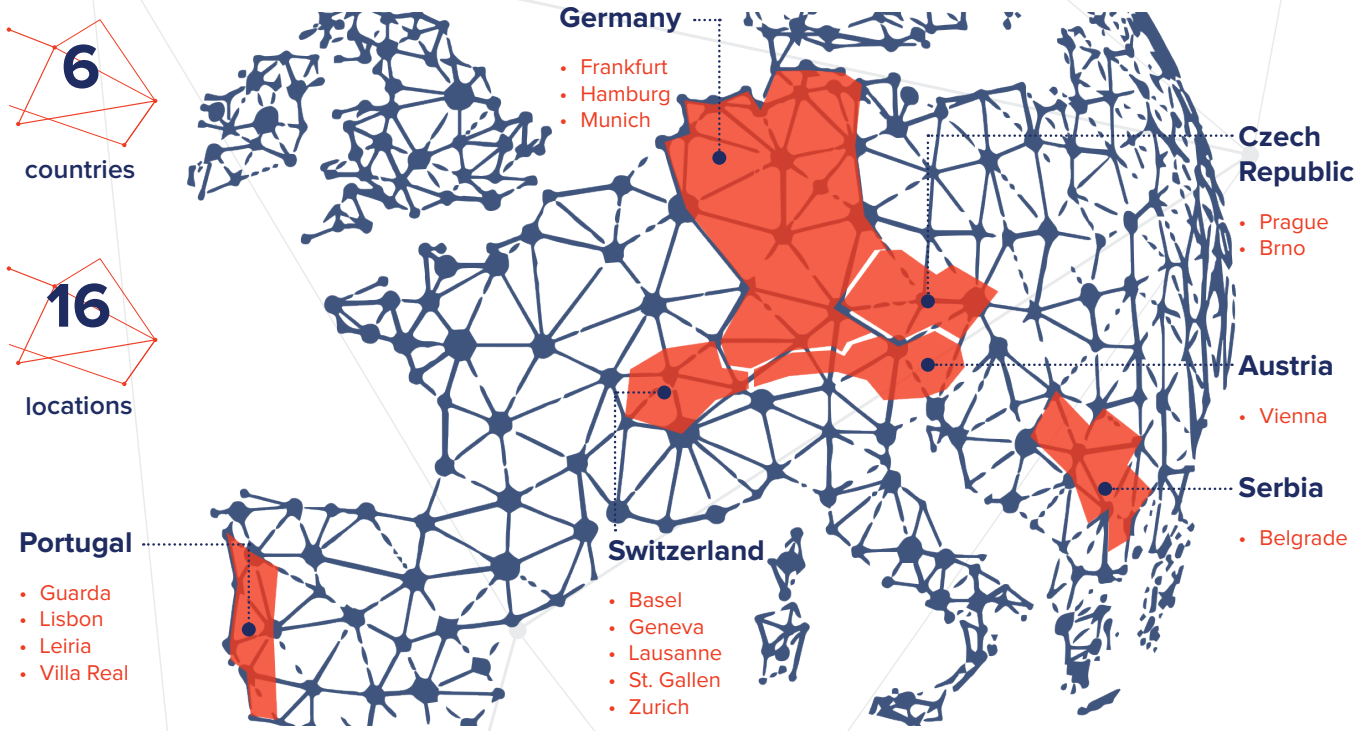 6
countries
16
locations
Germany
• Frankfurt
• Hamburg
• Munich
Czech
Republic
• Prague
• Brno
Austria
• Vienna
Serbia
• Belgrade
Portugal
• Guarda
• Lisbon
• Leiria
• Villa Real
Switzerland
• Basel
• Geneva
• Lausanne
• St. Gallen
• Zurich